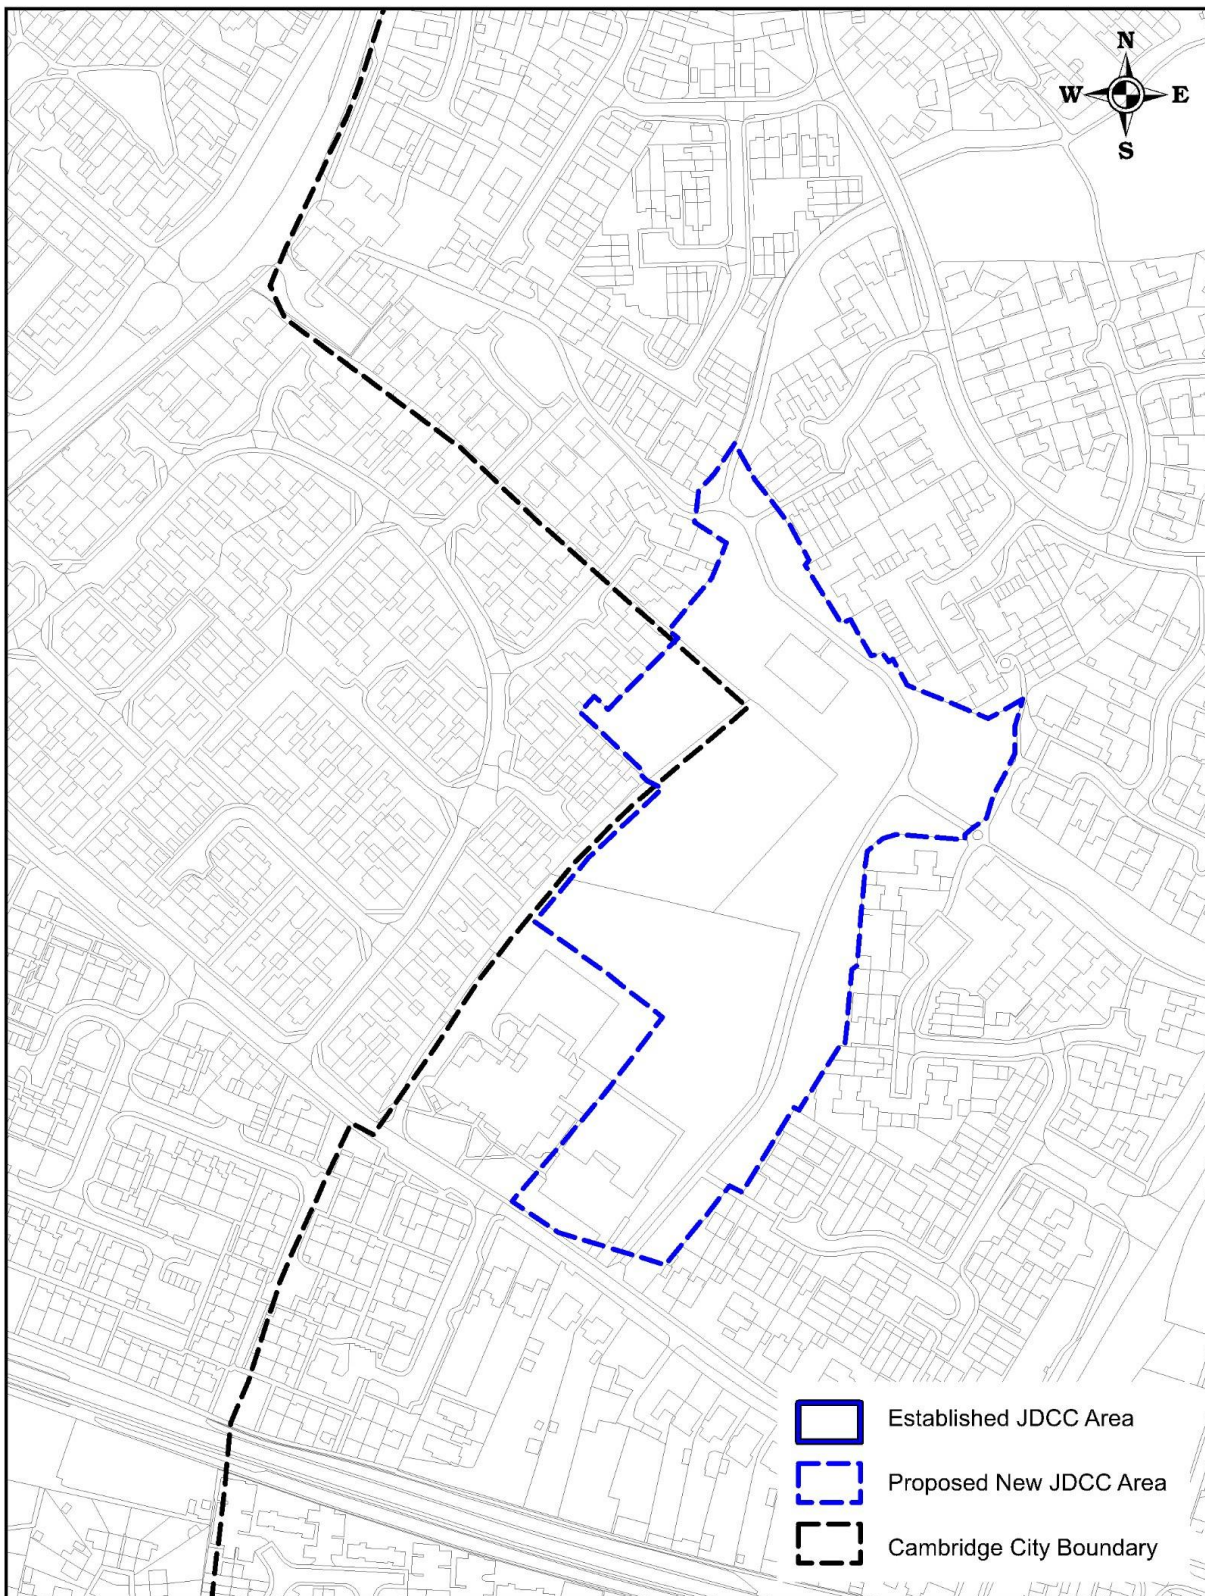 N
W E
S
Established JDCC Area
Proposed New JDCC Area
Cambridge City Boundary